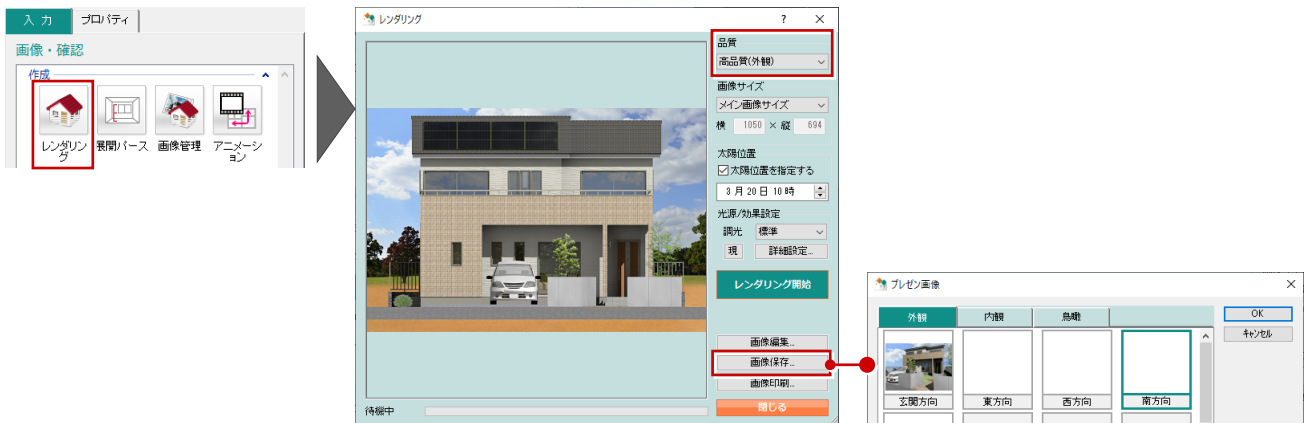 入力 プロパティ
画像・確認
作成
レンダリン
グ
展開パース
画像管理
アニメーシ
ョン
レンダリング
品質
高品質(外観)
画像サイズ
メイン画像サイズ
横 1050 × 縦 694
太陽位置
太陽位置を指定する
3 月 20 日 10 時
光源/効果設定
調光 標準
現 詳細設定...
レンダリング開始
画像編集...
画像保存...
画像印刷...
閉じる
待機中
プレゼン画像
外観 内観 鳥瞰
OK
キャンセル
玄関方向 東方向 西方向 南方向